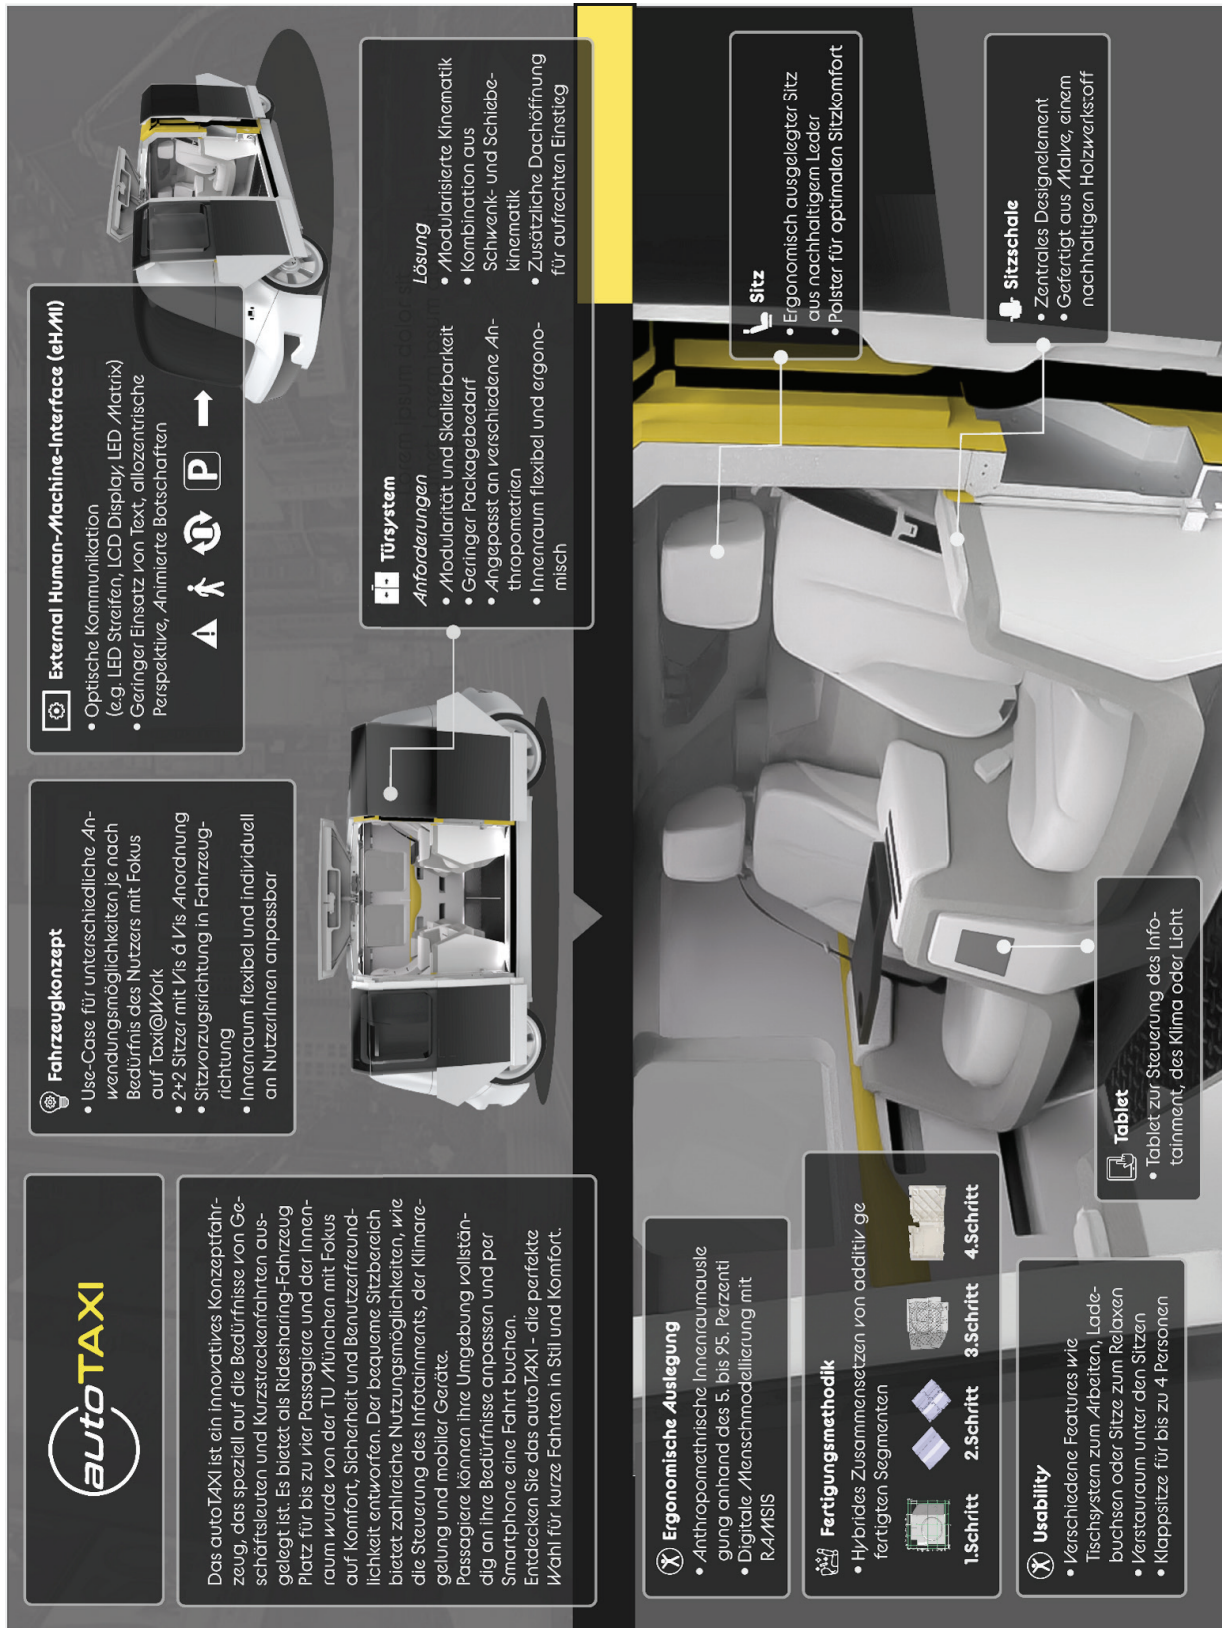 autoTAXI
Das autoTAXI ist ein innovatives Konzeptfahr-
zeug, das speziell auf die Bedürfnisse von Ge-
schäftsleuten und Kurzstreckenfahrten aus-
gelegt ist. Es bietet als Ridesharing-Fahrzeug
Platz für bis zu vier Passagiere und der Innen-
raum wurde von der TU München mit Fokus
auf Komfort, Sicherheit und Benutzerfreund-
lichkeit entworfen. Der bequeme Sitzbereich
bietet zahlreiche Nutzungsmöglichkeiten, wie
die Steuerung des Infotainments, der Klimare-
gelung und mobiler Geräte.
Passagiere können ihre Umgebung vollstän-
dig an ihre Bedürfnisse anpassen und per
Smartphone eine Fahrt buchen.
Entdecken Sie das autoTAXI - die perfekte
Wahl für kurze Fahrten in Stil und Komfort.
Fahrzeugkonzept
• Use-Case für unterschiedliche An-
wendungsmöglichkeiten je nach
Bedürfnis des Nutzers mit Fokus
auf Taxi@Work
• 2+2 Sitzer mit Vis á Vis Anordnung
• Sitzvorzugsrichtung in Fahrzeug-
richtung
• Innenraum flexibel und individuell
an NutzerInnen anpassbar
External Human-Machine-Interface (eHMI)
• Optische Kommunikation
(e.g. LED Streifen, LCD Display, LED Matrix)
• Geringer Einsatz von Text, allozentrische
Perspektive, Animierte Botschaften
P
Türsystem
Anforderungen
• Modularität und Skalierbarkeit
• Geringer Packagebedarf
• Angepasst an verschiedene An-
thropometrien
• Innenraum flexibel und ergono-
misch
Lösung
• Modularisierte Kinematik
• Kombination aus
Schwenk- und Schiebe-
kinematik
• Zusätzliche Dachöffnung
für aufrechten Einstieg
Ergonomische Auslegung
• Anthropomethrische Innenraumausle
gung anhand des 5. bis 95. Perzenti
• Digitale Menschmodellierung mit
RAMSIS
Fertigungsmethodik
• Hybrides Zusammensetzen von additiv ge
fertigten Segmenten
1.Schritt 2.Schritt 3.Schritt 4.Schritt
Usability
• Verschiedene Features wie
Tischsystem zum Arbeiten, Lade-
buchsen oder Sitze zum Relaxen
• Verstauraum unter den Sitzen
• Klappsitze für bis zu 4 Personen
Tablet
• Tablet zur Steuerung des Info-
tainment, des Klima oder Licht
Sitz
• Ergonomisch ausgelegter Sitz
aus nachhaltigem Leder
• Polster für optimalen Sitzkomfort
Sitzschale
• Zentrales Designelement
• Gefertigt aus Malve, einem
nachhaltigen Holzwerkstoff